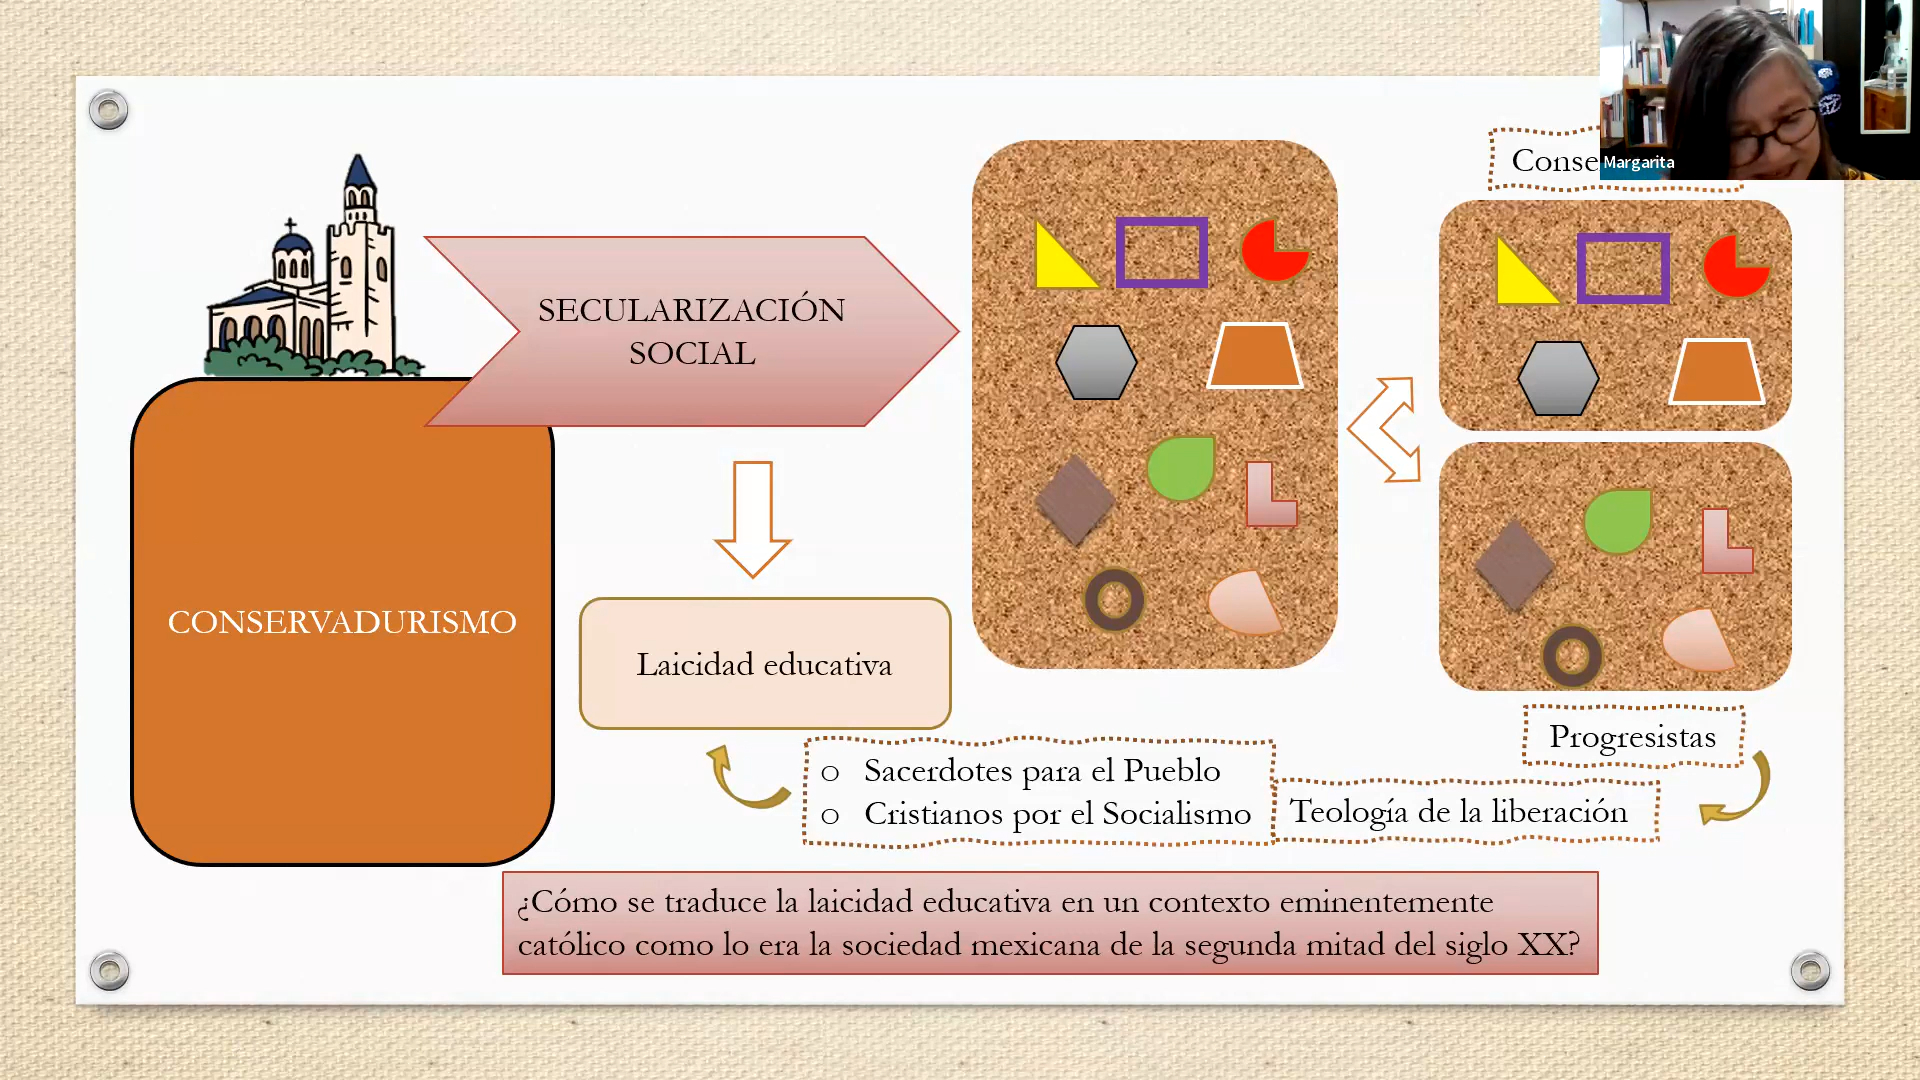 Margarita
SECULARIZACIÓN
SOCIAL
CONSERVADURISMO
Laicidad educativa
Progresistas
o Sacerdotes para el Pueblo
o Cristianos por el Socialismo
Teología de la liberación
¿Cómo se traduce la laicidad educativa en un contexto eminentemente
católico como lo era la sociedad mexicana de la segunda mitad del siglo XX?